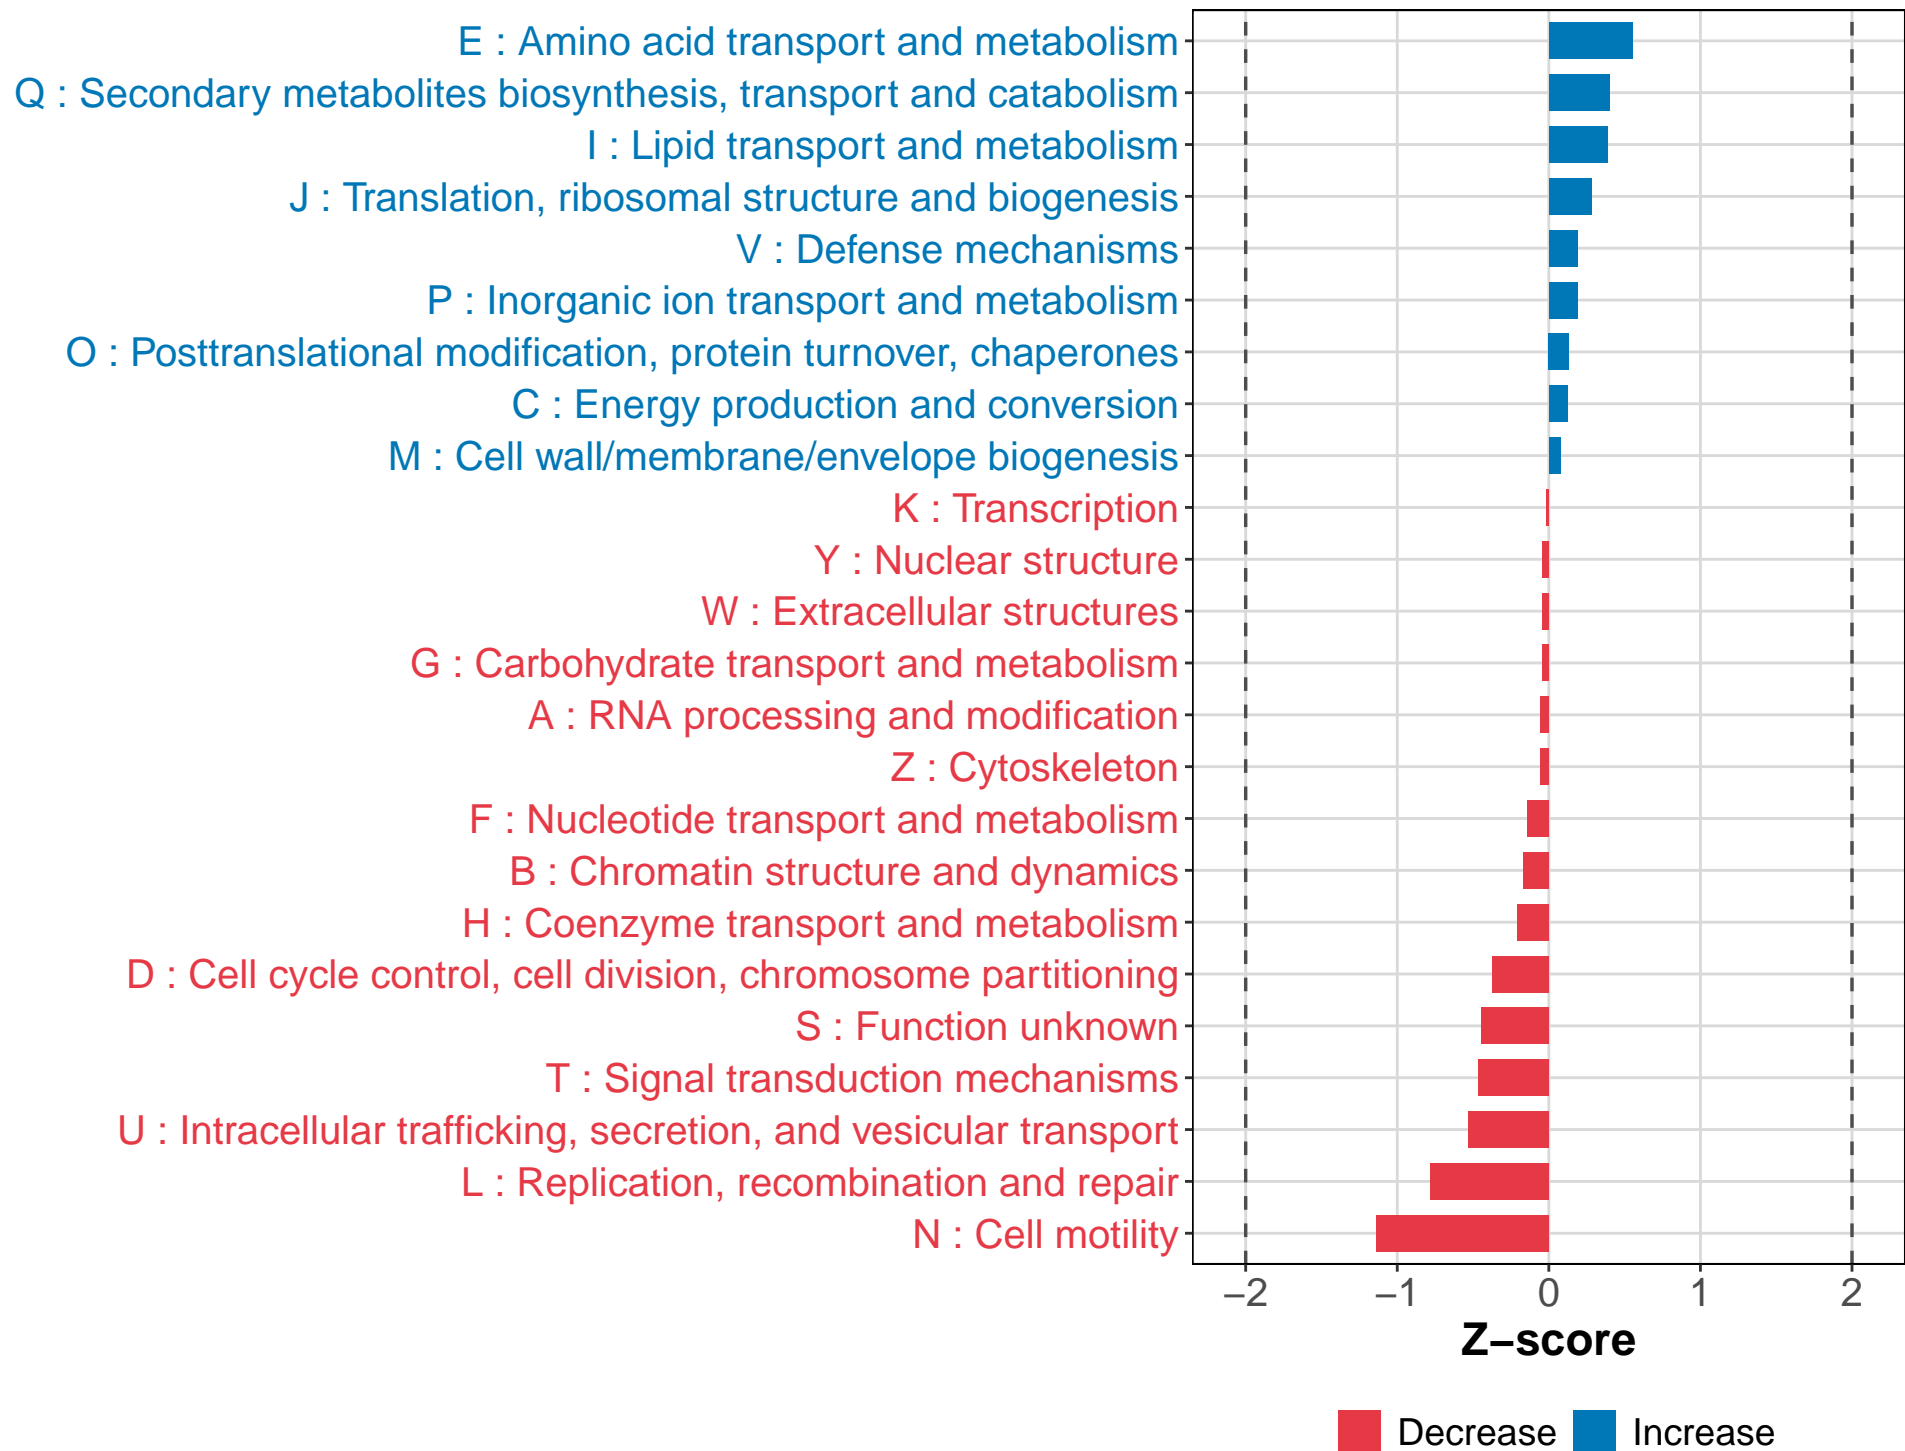 E : Amino acid transport and metabolism
Q : Secondary metabolites biosynthesis, transport and catabolism
I : Lipid transport and metabolism
J : Translation, ribosomal structure and biogenesis
V : Defense mechanisms
P : Inorganic ion transport and metabolism
O : Posttranslational modification, protein turnover, chaperones
C : Energy production and conversion
M : Cell wall/membrane/envelope biogenesis
K : Transcription
Y : Nuclear structure
W : Extracellular structures
G : Carbohydrate transport and metabolism
A : RNA processing and modification
Z : Cytoskeleton
F : Nucleotide transport and metabolism
B : Chromatin structure and dynamics
H : Coenzyme transport and metabolism
D : Cell cycle control, cell division, chromosome partitioning
S : Function unknown
T : Signal transduction mechanisms
U : Intracellular trafficking, secretion, and vesicular transport
L : Replication, recombination and repair
N : Cell motility
−2 −1 0 1 2
Z−score
Decrease Increase